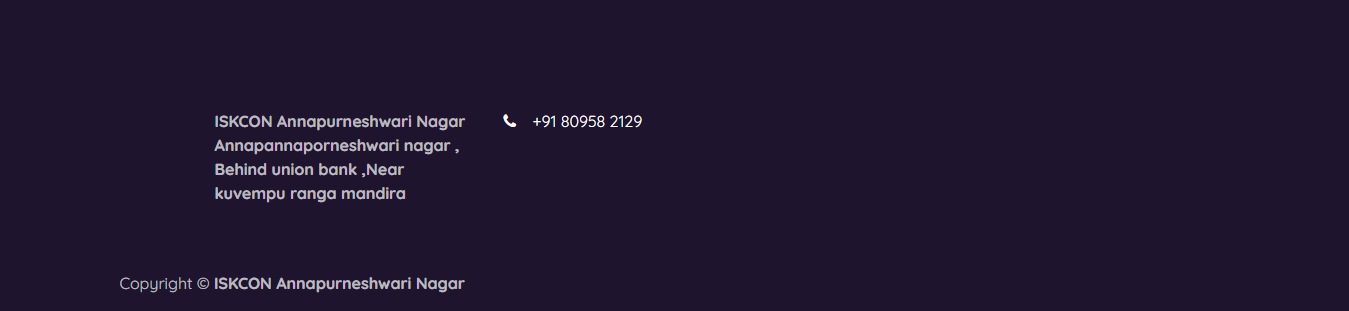 ISKCON Annapurneshwari Nagar
Annapannaporneshwari nagar ,
Behind union bank ,Near
kuvempu ranga mandira
+91 80958 2129
Copyright © ISKCON Annapurneshwari Nagar